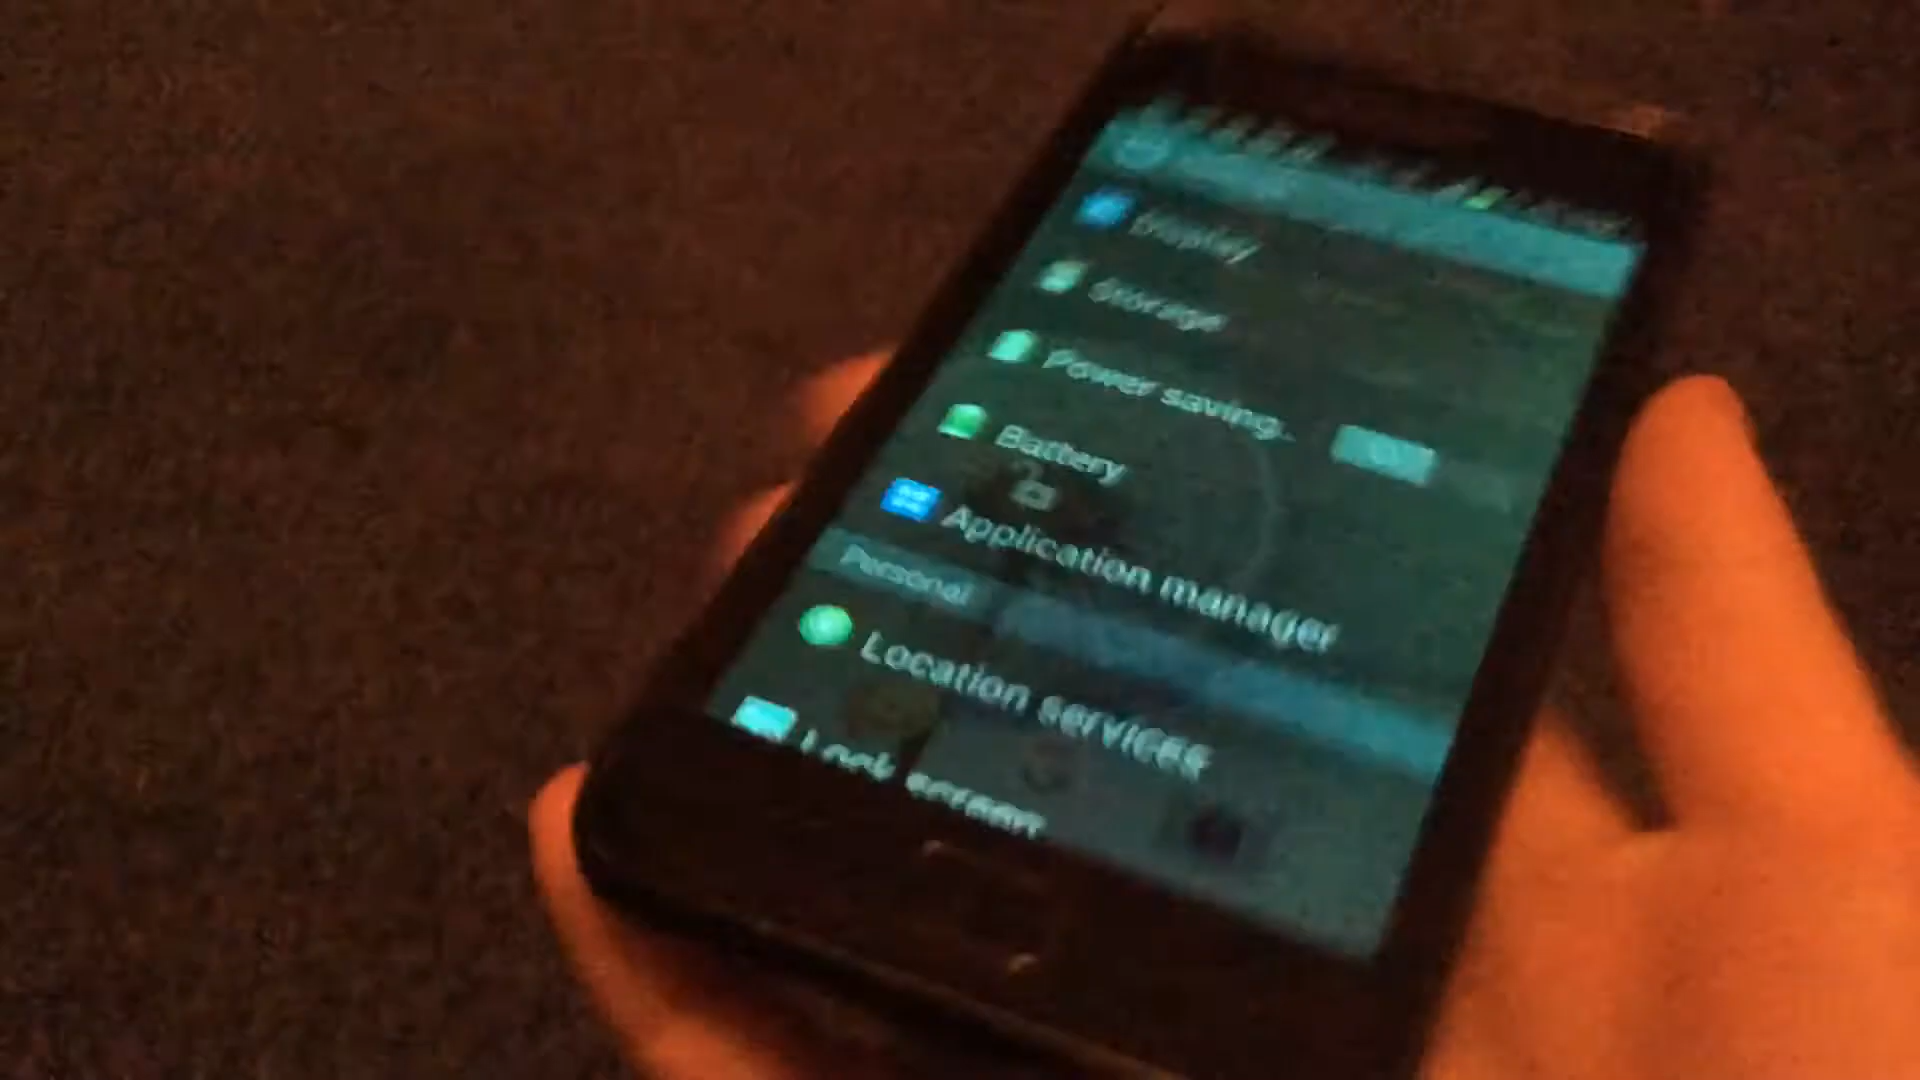 Display
Storage
Power saving..
Battery
Application manager
Personal
Location services
Lock screen